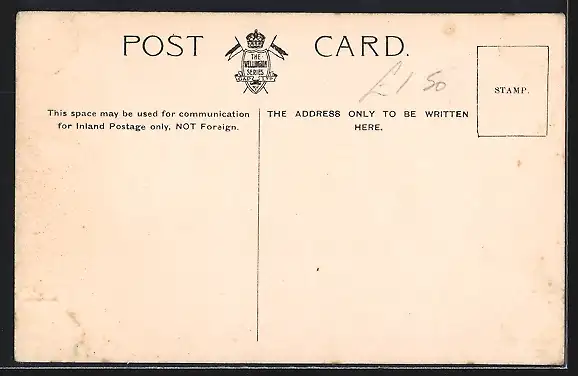 POST CARD.
THE
WELLINGTON
SERIES
£1 50
STAMP.
This space may be used for communication
for Inland Postage only, NOT Foreign.
THE ADDRESS ONLY TO BE WRITTEN
HERE.